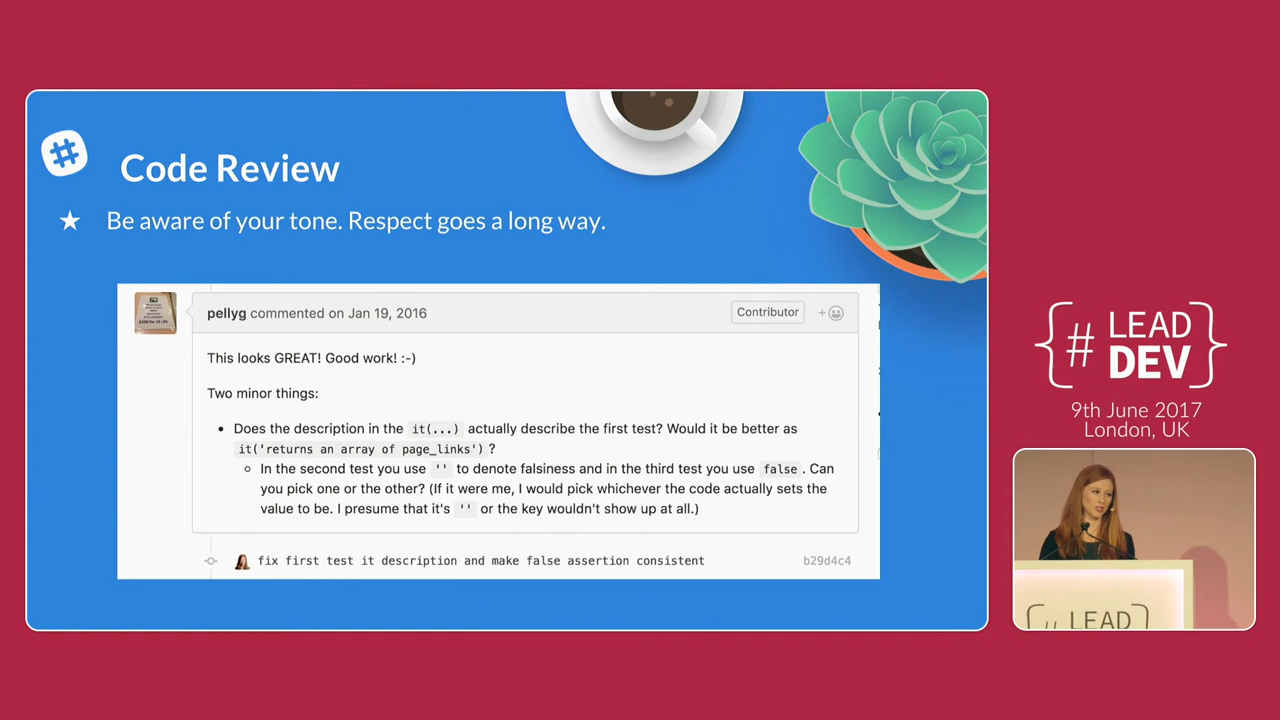 Code Review
★ Be aware of your tone. Respect goes a long way.
pellyg commented on Jan 19, 2016
Contributor
+
This looks GREAT! Good work! :-)
Two minor things:
• Does the description in the it(...) actually describe the first test? Would it be better as
it('returns an array of page_links') ?
◦ In the second test you use '' to denote falsiness and in the third test you use false. Can
you pick one or the other? (If it were me, I would pick whichever the code actually sets the
value to be. I presume that it's '' or the key wouldn't show up at all.)
fix first test it description and make false assertion consistent
b29d4c4
{# LEAD
DEV}
9th June 2017
London, UK
{# LEAD}